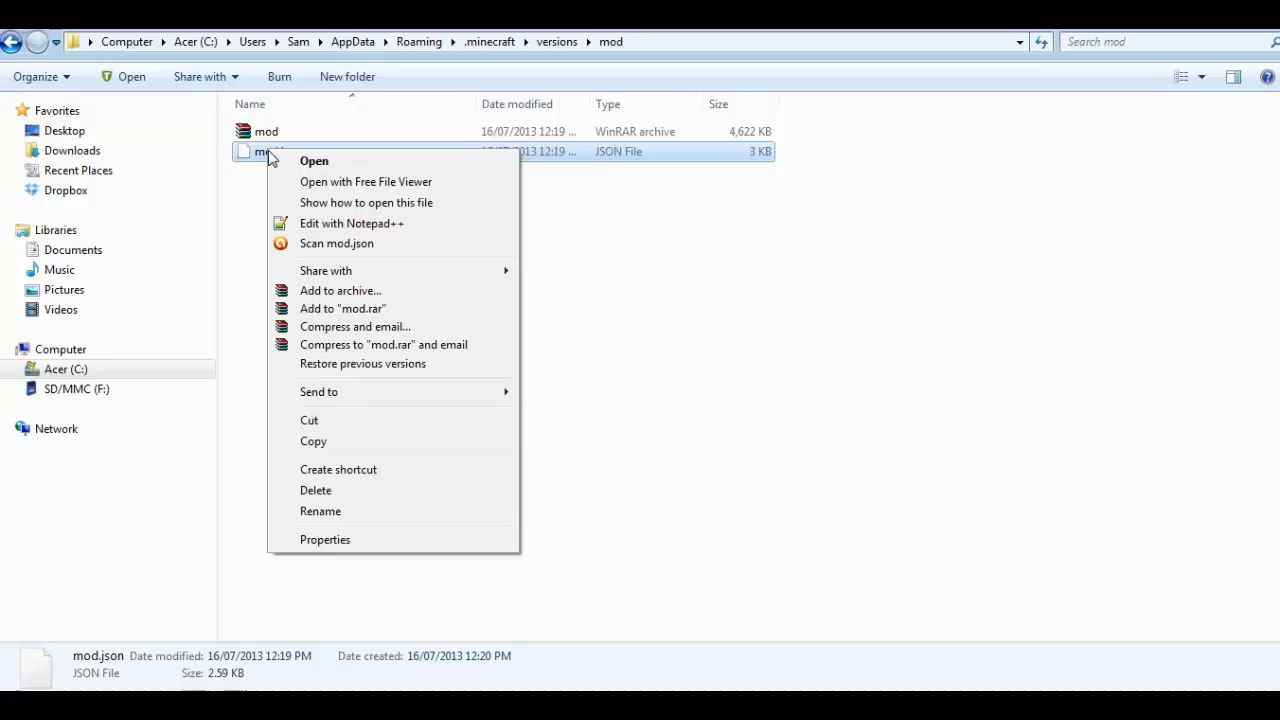 Computer Acer (C:) Users Sam AppData Roaming .minecraft versions mod Search mod
Organize Open Share with Burn New folder
Name Date modified Type Size
Favorites
Desktop
Downloads
Recent Places
Dropbox
Libraries
Documents
Music
Pictures
Videos
Computer
Acer (C:)
SD/MMC (F:)
Network
mod 16/07/2013 12:19 ... WinRAR archive 4,622 KB
12:19 ... JSON File 3 KB
Open
Open with Free File Viewer
Show how to open this file
Edit with Notepad++
Scan mod.json
Share with
Add to archive...
Add to "mod.rar"
Compress and email...
Compress to "mod.rar" and email
Restore previous versions
Send to
Cut
Copy
Create shortcut
Delete
Rename
Properties
mod.json Date modified: 16/07/2013 12:19 PM Date created: 16/07/2013 12:20 PM
JSON File Size: 2.59 KB